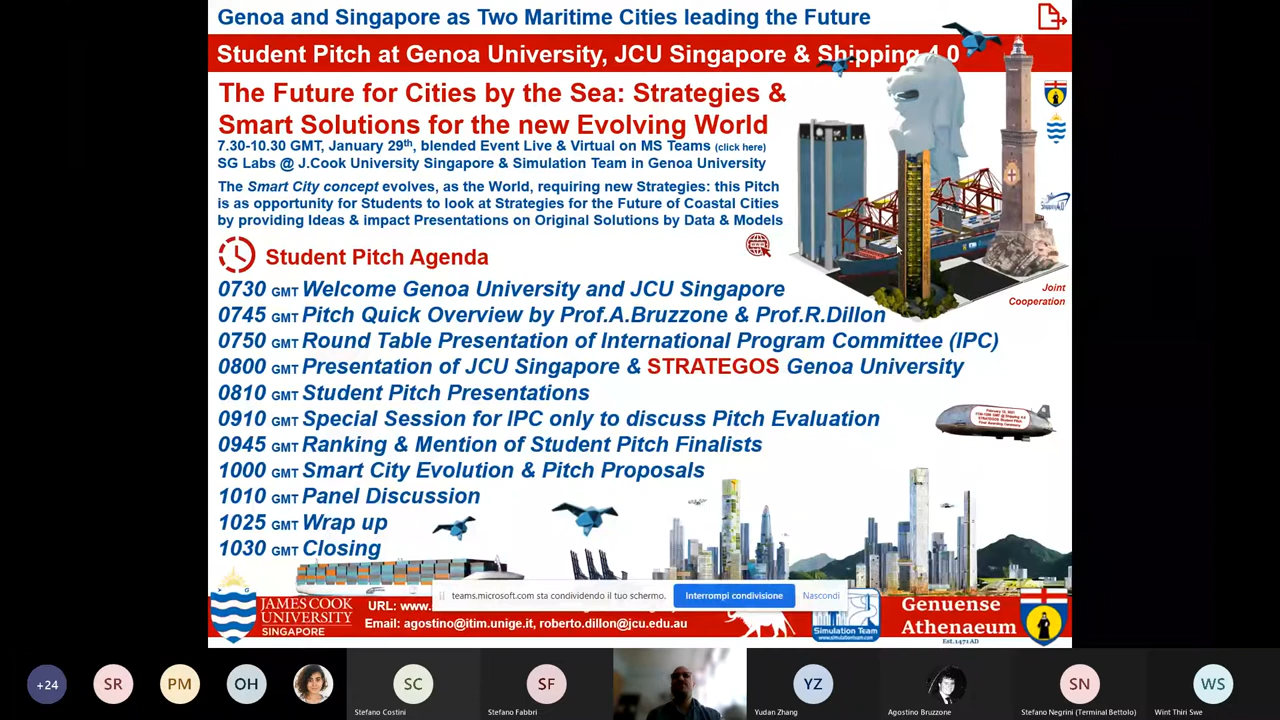 Genoa and Singapore as Two Maritime Cities leading the Future
Student Pitch at Genoa University, JCU Singapore & Shipping 4.0
The Future for Cities by the Sea: Strategies &
Smart Solutions for the new Evolving World
7.30-10.30 GMT, January 29th, blended Event Live & Virtual on MS Teams (click here)
SG Labs @ J.Cook University Singapore & Simulation Team in Genoa University
The Smart City concept evolves, as the World, requiring new Strategies: this Pitch
is as opportunity for Students to look at Strategies for the Future of Coastal Cities
by providing Ideas & impact Presentations on Original Solutions by Data & Models
Student Pitch Agenda
0730 GMT Welcome Genoa University and JCU Singapore
0745 GMT Pitch Quick Overview by Prof.A.Bruzzone & Prof.R.Dillon
0750 GMT Round Table Presentation of International Program Committee (IPC)
0800 GMT Presentation of JCU Singapore & STRATEGOS Genoa University
0810 GMT Student Pitch Presentations
0910 GMT Special Session for IPC only to discuss Pitch Evaluation
0945 GMT Ranking & Mention of Student Pitch Finalists
1000 GMT Smart City Evolution & Pitch Proposals
1010 GMT Panel Discussion
1025 GMT Wrap up
1030 GMT Closing
Joint
Cooperation
teams.microsoft.com sta condividendo il tuo schermo.
Interrompi condivisione
Nascondi
JAMES COOK
UNIVERSITY
SINGAPORE
URL: www.
Email: agostino@itim.unige.it, roberto.dillon@jcu.edu.au
Simulation Team
www.simulationteam.com
Genuense
Athenaeum
Est. 1471 AD
+24
SR
PM
OH
SC
Stefano Costini
SF
Stefano Fabbri
YZ
Yudan Zhang
Agostino Bruzzone
SN
Stefano Negrini (Terminal Bettolo)
WS
Wint Thiri Swe